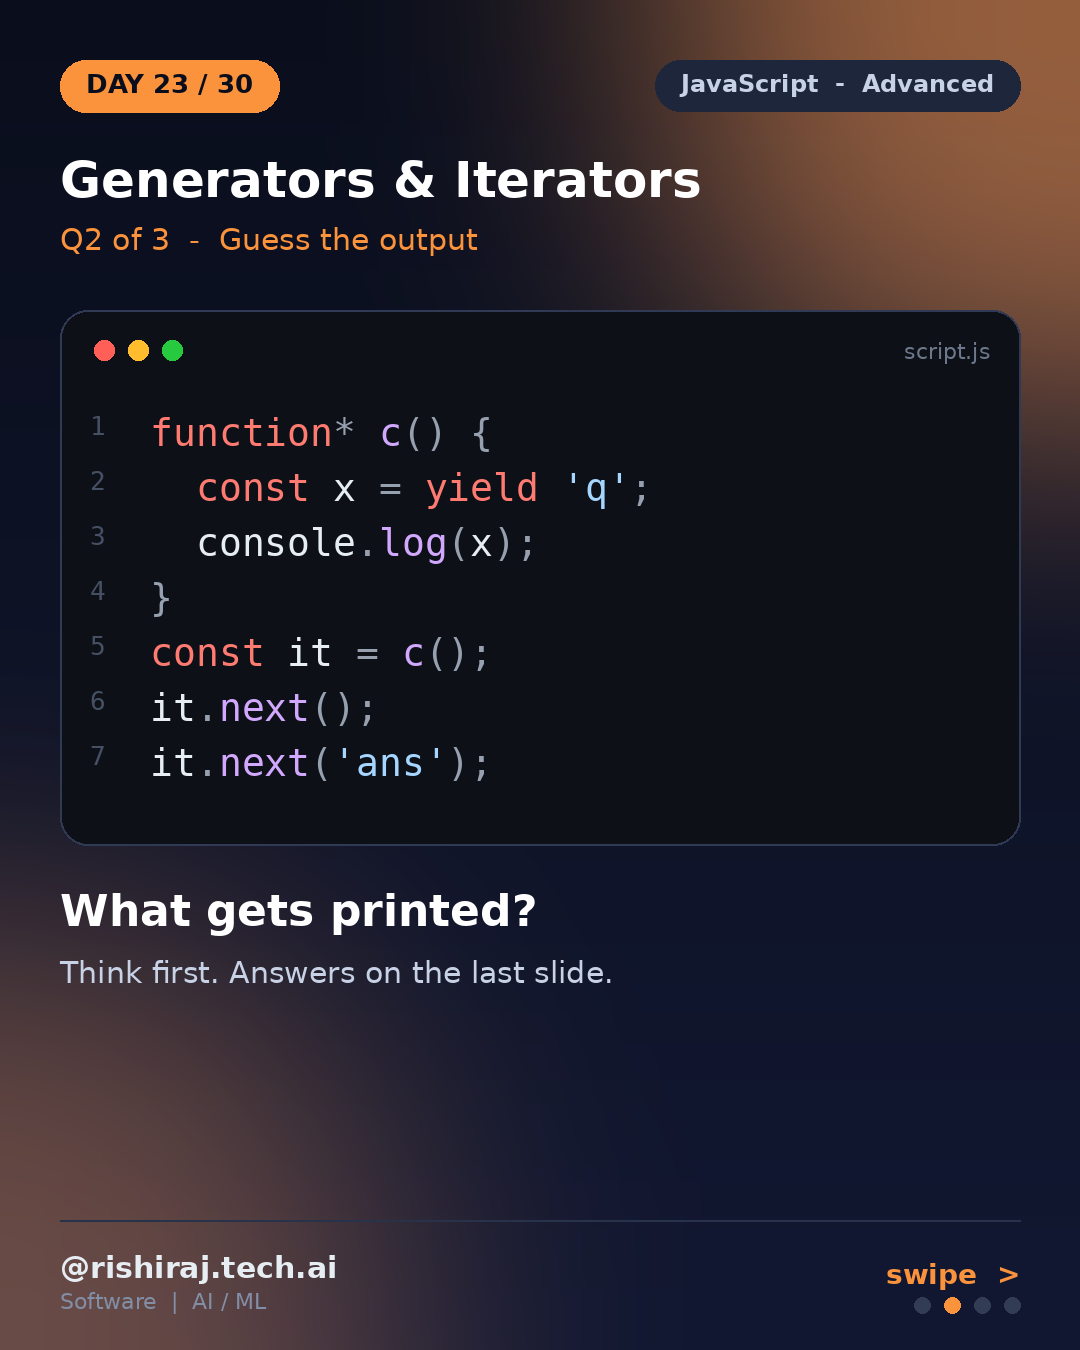 DAY 23 / 30
JavaScript - Advanced
Generators & Iterators
Q2 of 3 - Guess the output
script.js
1 function* c() {
2   const x = yield 'q';
3   console.log(x);
4 }
5 const it = c();
6 it.next();
7 it.next('ans');
What gets printed?
Think first. Answers on the last slide.
@rishiraj.tech.ai
Software | AI / ML
swipe >